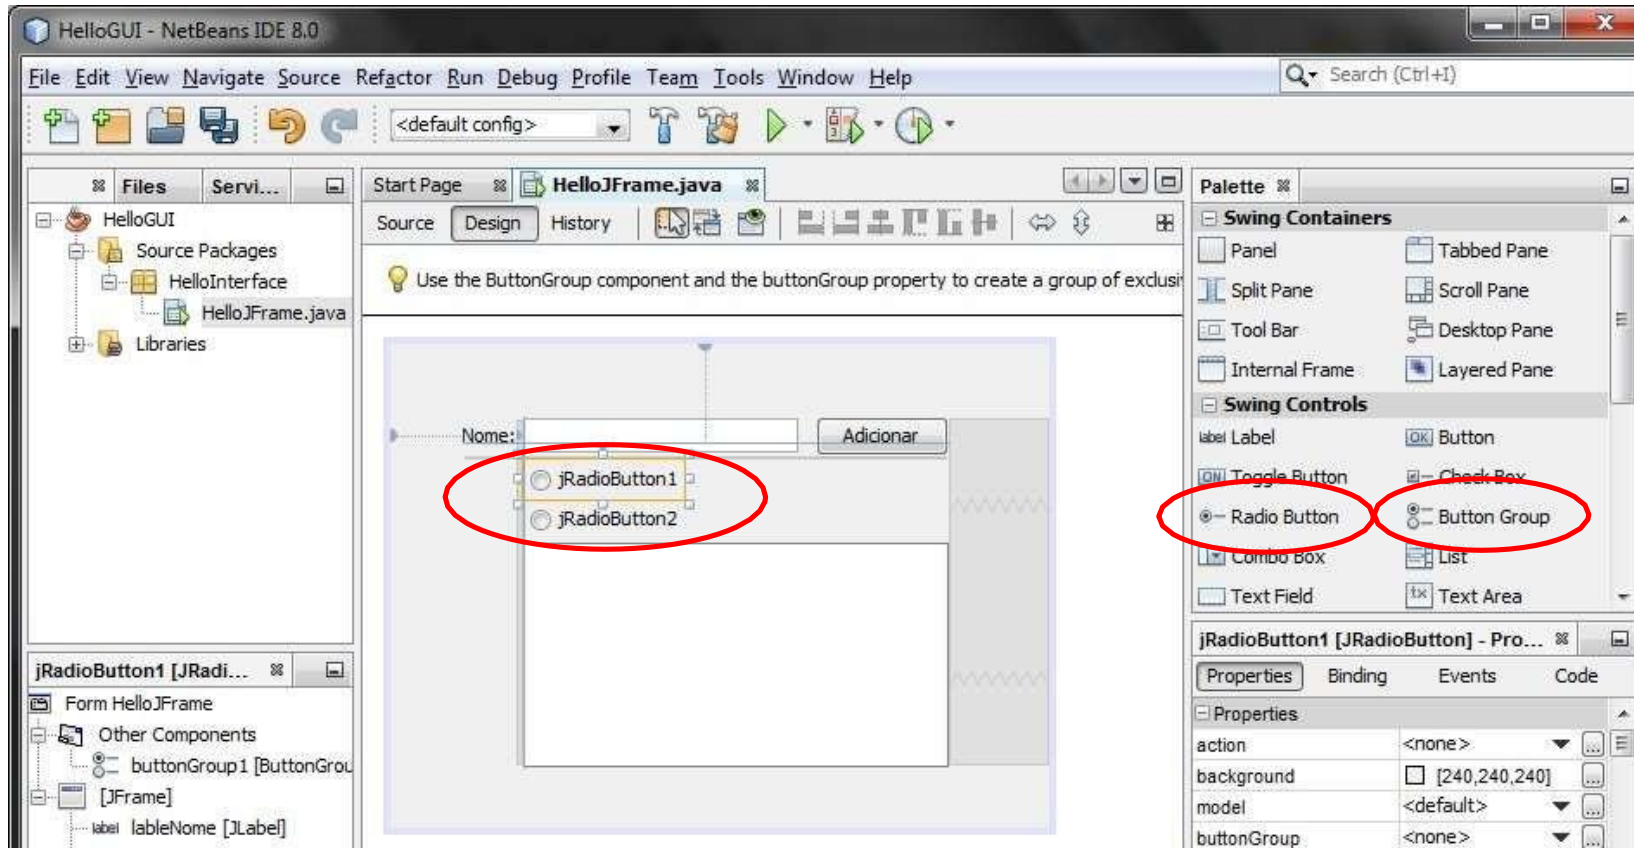 HelloGUI - NetBeans IDE 8.0
File Edit View Navigate Source Refactor Run Debug Profile Team Tools Window Help
Search (Ctrl+I)
<default config>
Files Servi...
HelloGUI
Source Packages
HelloInterface
HelloJFrame.java
Libraries
Start Page HelloJFrame.java
Source Design History
Use the ButtonGroup component and the buttonGroup property to create a group of exclusi
Nome: Adicionar
jRadioButton1
jRadioButton2
Palette
Swing Containers
Panel Tabbed Pane
Split Pane Scroll Pane
Tool Bar Desktop Pane
Internal Frame Layered Pane
Swing Controls
label Label OK Button
ON Toggle Button Check Box
Radio Button Button Group
Combo Box List
Text Field tx Text Area
jRadioButton1 [JRadi...
Form HelloJFrame
Other Components
buttonGroup1 [ButtonGrou
[JFrame]
label lableNome [JLabel]
jRadioButton1 [JRadioButton] - Pro...
Properties Binding Events Code
Properties
action <none> ...
background [240,240,240] ...
model <default> ...
buttonGroup <none> ...